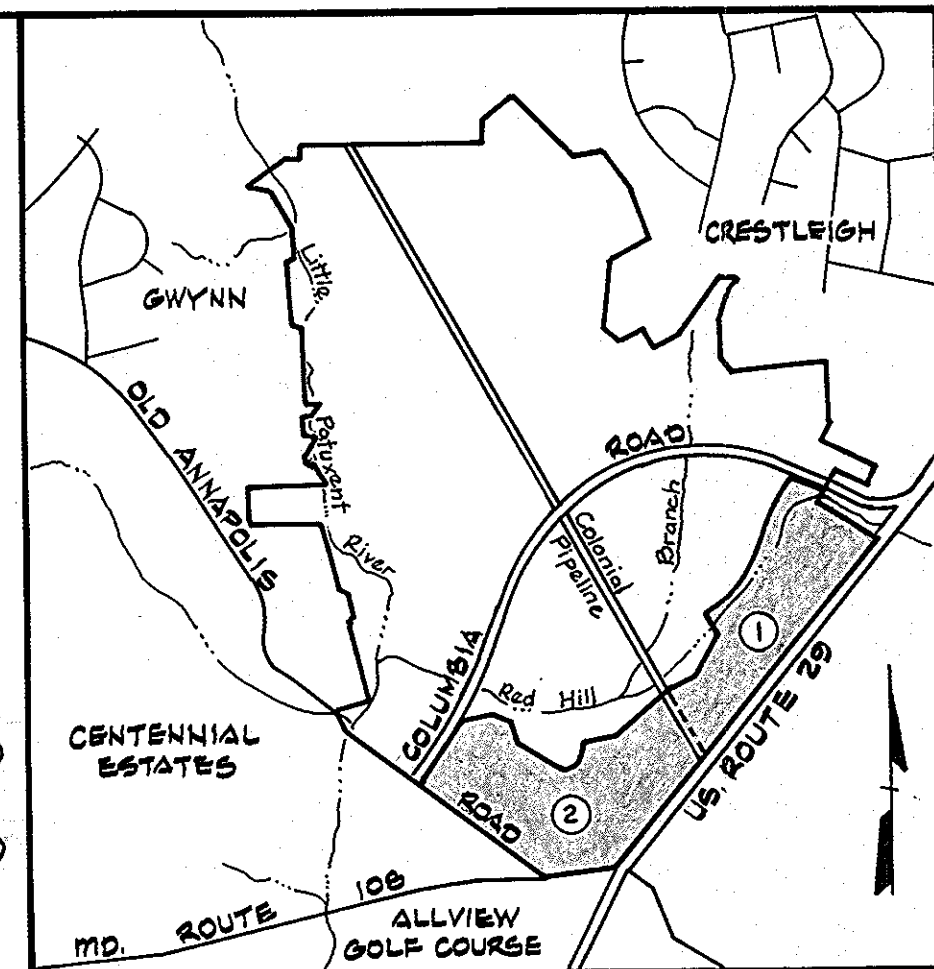 CRESTLEIGH
GWYNN
Little
Patuxent
River
OLD ANNAPOLIS
ROAD
COLUMBIA
ROAD
Colonial
Pipeline
Branch
Red Hill
1
2
U.S. ROUTE 29
CENTENNIAL
ESTATES
MD. ROUTE 108
ALLVIEW
GOLF COURSE